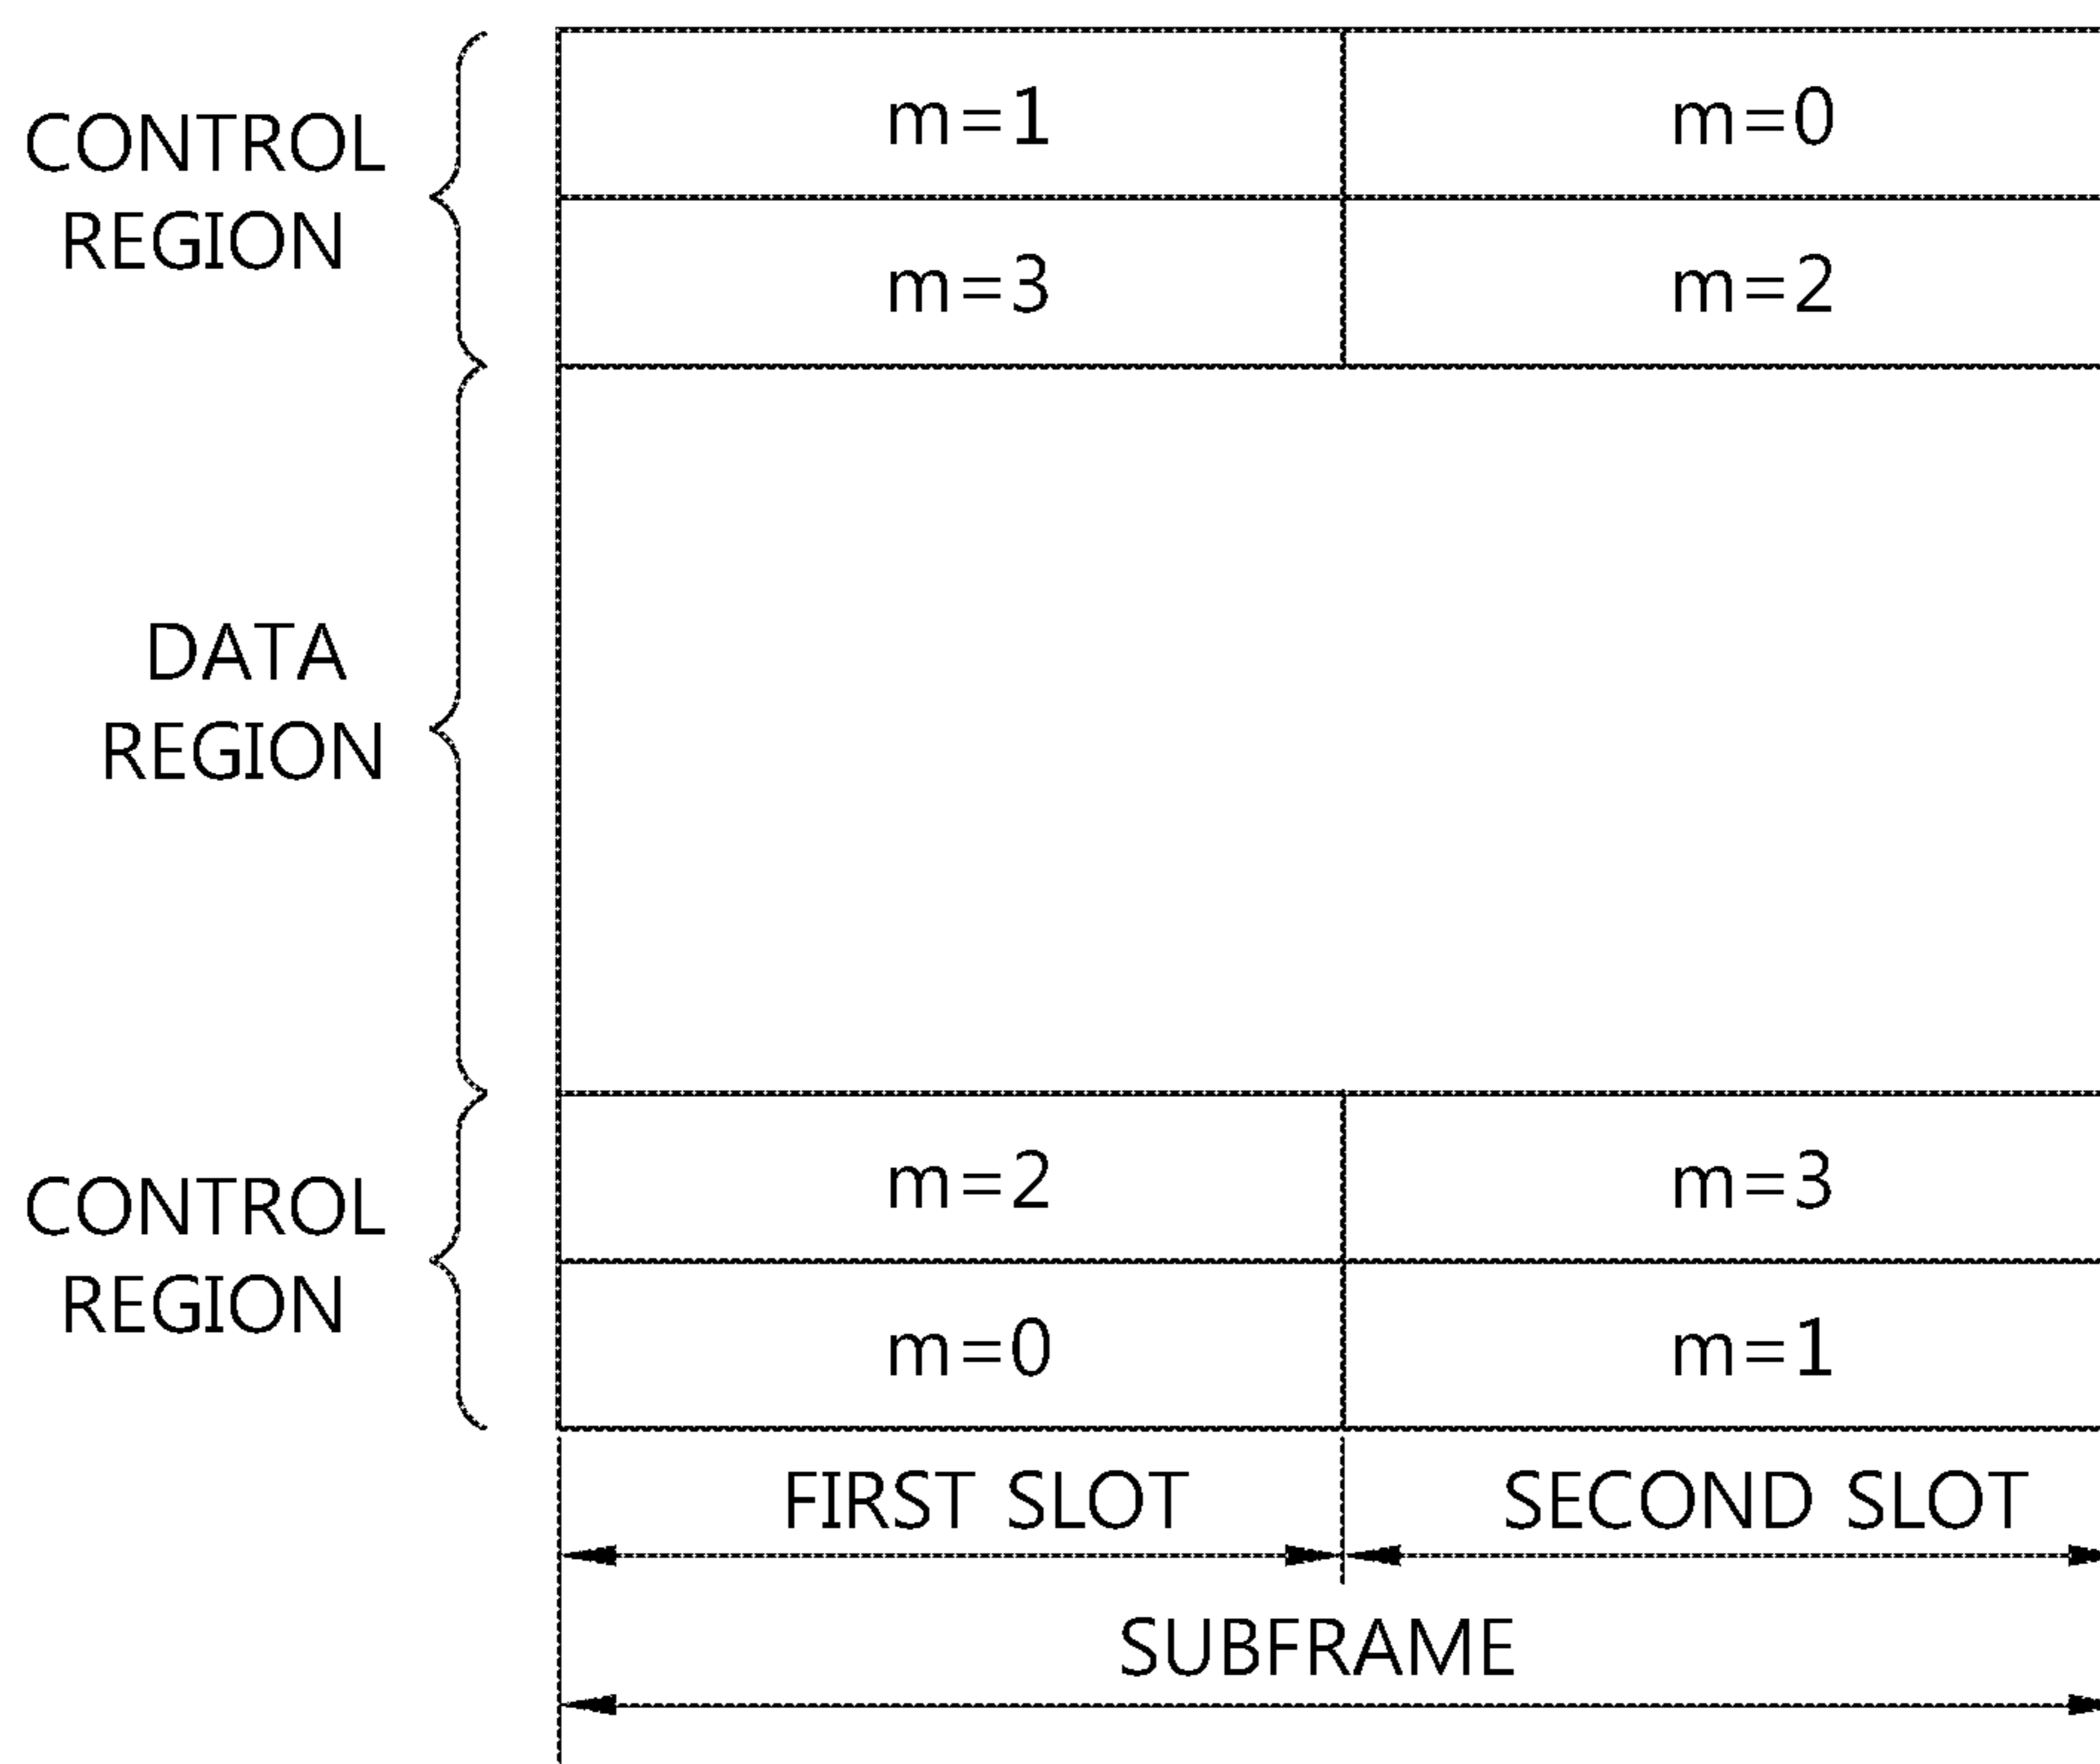 CONTROL
REGION
m=1
m=0
m=3
m=2
DATA
REGION
CONTROL
REGION
m=2
m=3
m=0
m=1
FIRST SLOT
SECOND SLOT
SUBFRAME